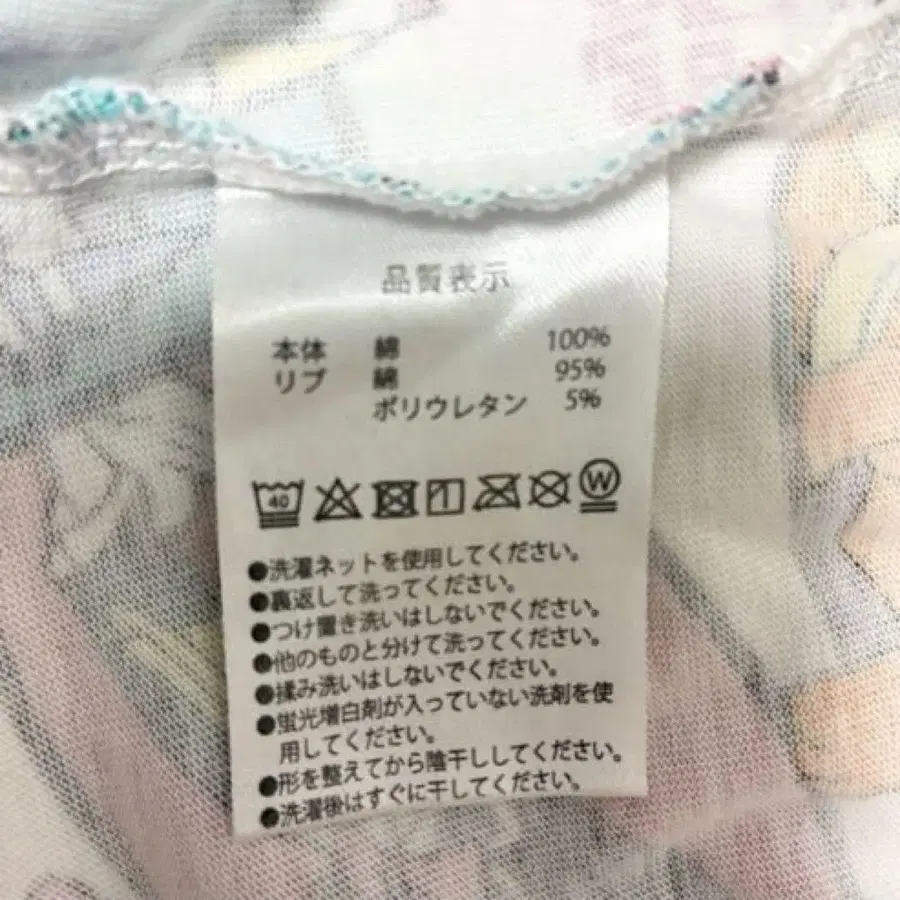 品質表示
本体 綿 100%
リブ 綿 95%
ポリウレタン 5%
40 W
●洗濯ネットを使用してください。
●裏返して洗ってください。
●つけ置き洗いはしないでください。
●他のものと分けて洗ってください。
●揉み洗いはしないでください。
●蛍光増白剤が入っていない洗剤を使
用してください。
●形を整えてから陰干ししてください。
●洗濯後はすぐに干してください。